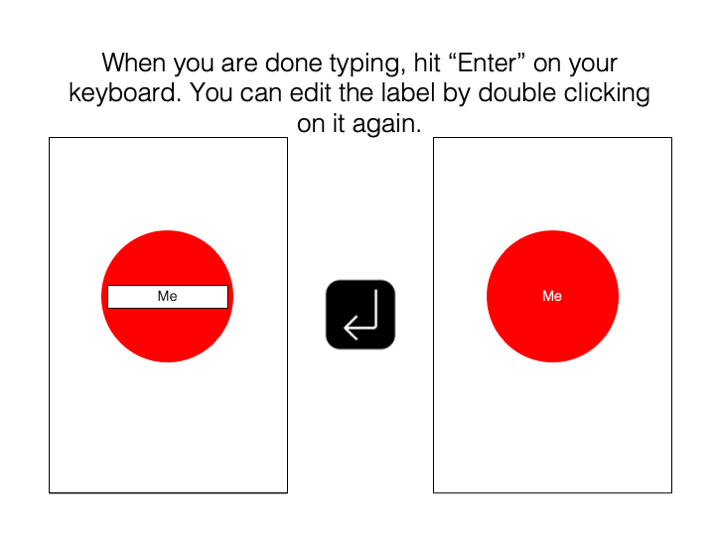 When you are done typing, hit “Enter” on your
keyboard. You can edit the label by double clicking
on it again.
Me
Me